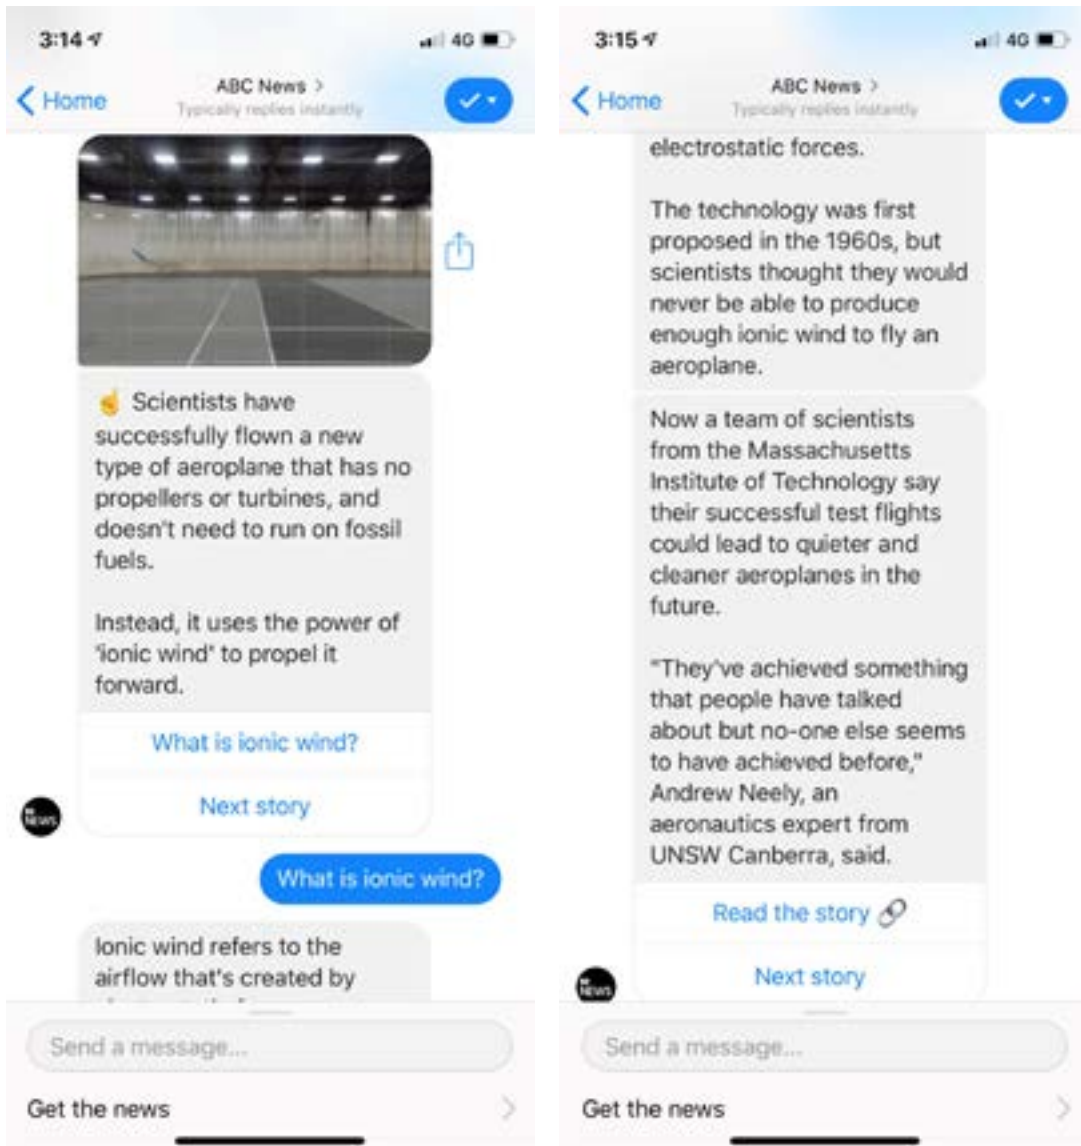 3:14
4G
Home
ABC News >
Typically replies instantly
☝ Scientists have
successfully flown a new
type of aeroplane that has no
propellers or turbines, and
doesn't need to run on fossil
fuels.
Instead, it uses the power of
'ionic wind' to propel it
forward.
What is ionic wind?
Next story
NEWS
What is ionic wind?
Ionic wind refers to the
airflow that's created by
Send a message...
Get the news
3:15
4G
Home
ABC News >
Typically replies instantly
electrostatic forces.
The technology was first
proposed in the 1960s, but
scientists thought they would
never be able to produce
enough ionic wind to fly an
aeroplane.
Now a team of scientists
from the Massachusetts
Institute of Technology say
their successful test flights
could lead to quieter and
cleaner aeroplanes in the
future.
"They've achieved something
that people have talked
about but no-one else seems
to have achieved before,"
Andrew Neely, an
aeronautics expert from
UNSW Canberra, said.
Read the story 🔗
Next story
NEWS
Send a message...
Get the news